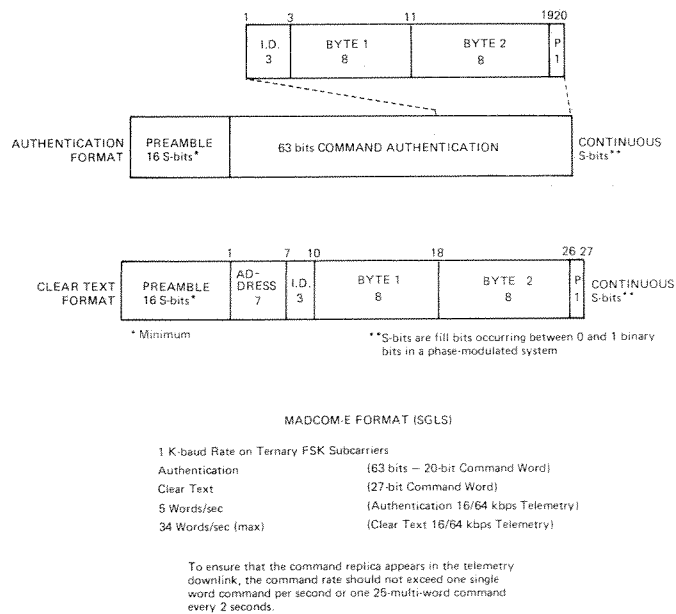 1 3 11 1920
I.D. BYTE 1 BYTE 2 P
3 8 8 1
AUTHENTICATION FORMAT
PREAMBLE 16 S-bits*
63 bits COMMAND AUTHENTICATION
CONTINUOUS S-bits**
1 7 10 18 26 27
CLEAR TEXT FORMAT
PREAMBLE 16 S-bits*
AD-
DRESS
7
I.D.
3
BYTE 1
8
BYTE 2
8
P
1
CONTINUOUS S-bits**
* Minimum
**S-bits are fill bits occurring between 0 and 1 binary
bits in a phase-modulated system
MADCOM-E FORMAT (SGLS)
1 K-baud Rate on Ternary FSK Subcarriers
Authentication (63 bits – 20-bit Command Word)
Clear Text (27-bit Command Word)
5 Words/sec (Authentication 16/64 kbps Telemetry)
34 Words/sec (max) (Clear Text 16/64 kbps Telemetry)
To ensure that the command replica appears in the telemetry
downlink, the command rate should not exceed one single
word command per second or one 25-multi-word command
every 2 seconds.